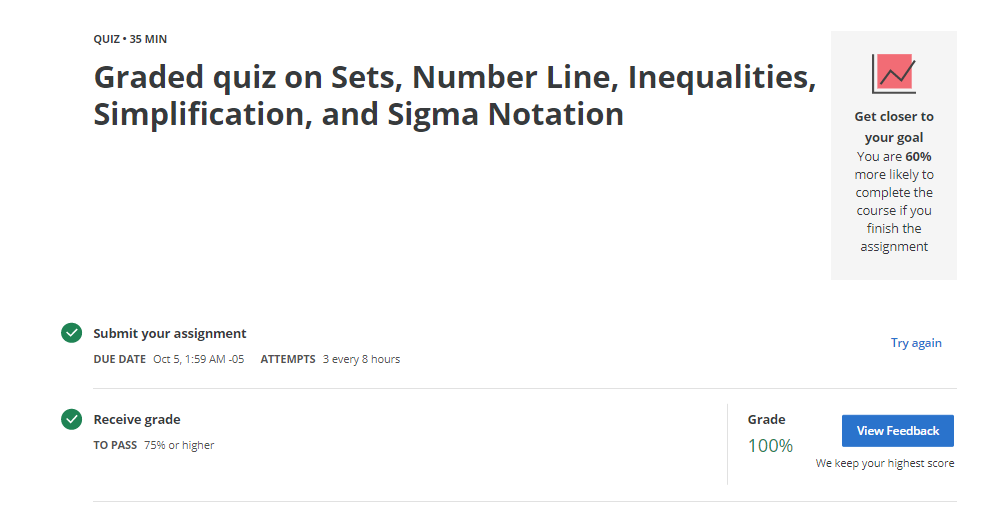 QUIZ • 35 MIN
Graded quiz on Sets, Number Line, Inequalities,
Simplification, and Sigma Notation
Get closer to
your goal
You are 60%
more likely to
complete the
course if you
finish the
assignment
Submit your assignment
DUE DATE Oct 5, 1:59 AM -05 ATTEMPTS 3 every 8 hours
Try again
Receive grade
TO PASS 75% or higher
Grade
100%
View Feedback
We keep your highest score